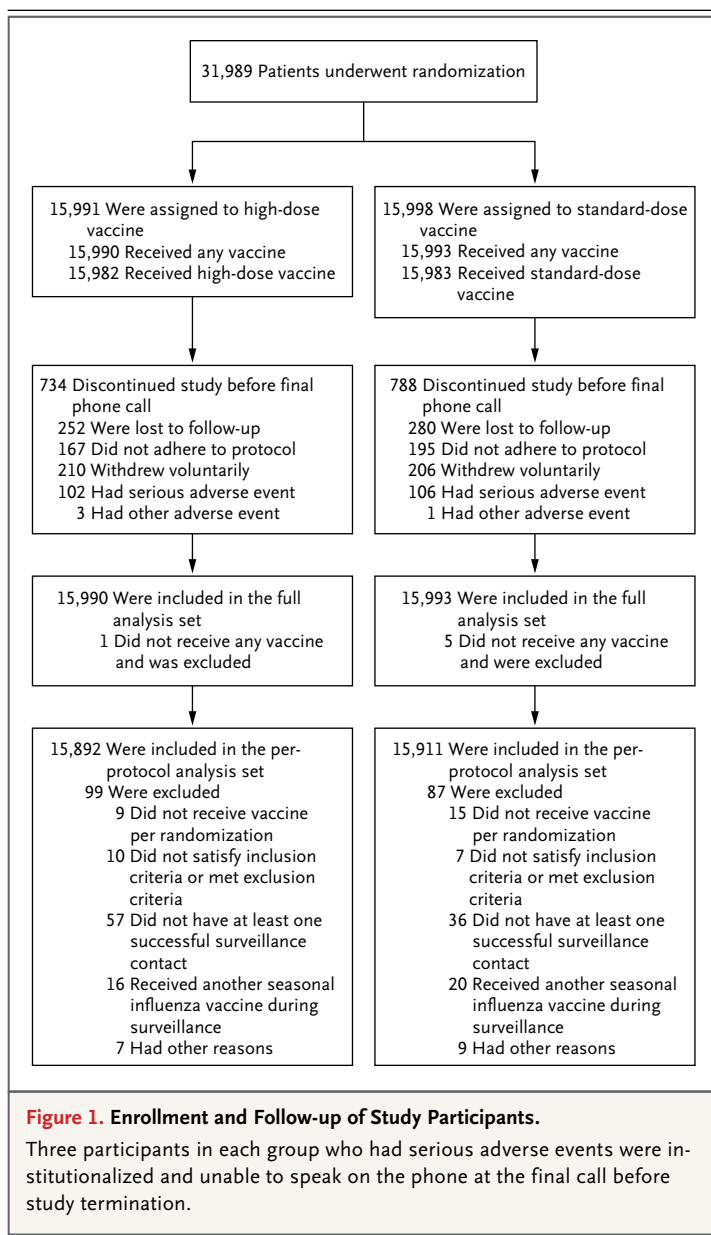 31,989 Patients underwent randomization
15,991 Were assigned to high-dose
vaccine
15,990 Received any vaccine
15,982 Received high-dose vaccine
15,998 Were assigned to standard-dose
vaccine
15,993 Received any vaccine
15,983 Received standard-dose
vaccine
734 Discontinued study before final
phone call
252 Were lost to follow-up
167 Did not adhere to protocol
210 Withdrew voluntarily
102 Had serious adverse event
3 Had other adverse event
788 Discontinued study before final
phone call
280 Were lost to follow-up
195 Did not adhere to protocol
206 Withdrew voluntarily
106 Had serious adverse event
1 Had other adverse event
15,990 Were included in the full
analysis set
1 Did not receive any vaccine
and was excluded
15,993 Were included in the full
analysis set
5 Did not receive any vaccine
and were excluded
15,892 Were included in the per-
protocol analysis set
99 Were excluded
9 Did not receive vaccine
per randomization
10 Did not satisfy inclusion
criteria or met exclusion
criteria
57 Did not have at least one
successful surveillance
contact
16 Received another seasonal
influenza vaccine during
surveillance
7 Had other reasons
15,911 Were included in the per-
protocol analysis set
87 Were excluded
15 Did not receive vaccine
per randomization
7 Did not satisfy inclusion
criteria or met exclusion
criteria
36 Did not have at least one
successful surveillance
contact
20 Received another seasonal
influenza vaccine during
surveillance
9 Had other reasons
Figure 1. Enrollment and Follow-up of Study Participants.
Three participants in each group who had serious adverse events were in-
stitutionalized and unable to speak on the phone at the final call before
study termination.